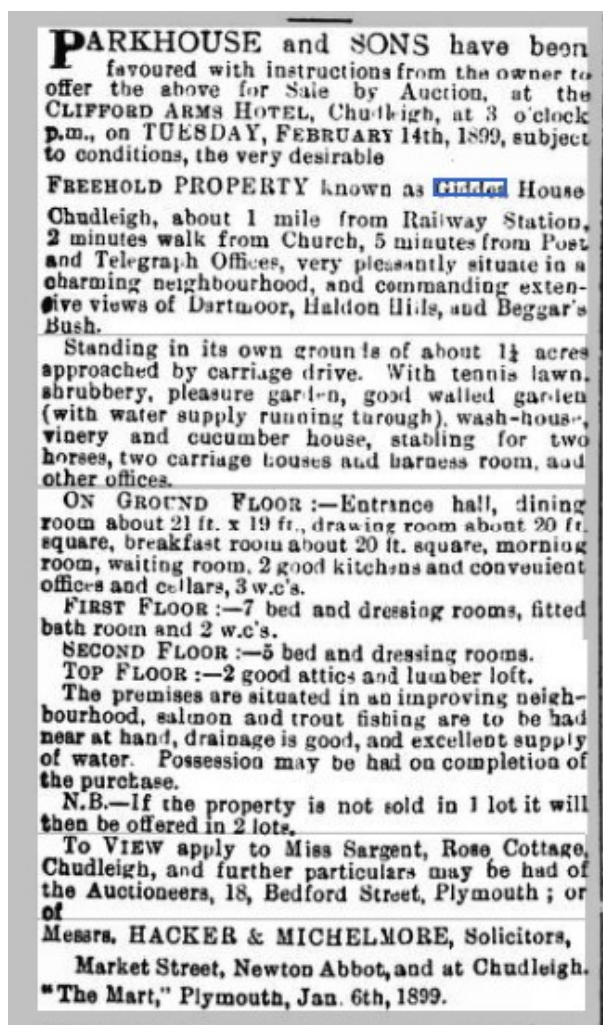 PARKHOUSE and SONS have been
favoured with instructions from the owner to
offer the above for Sale by Auction, at the
CLIFFORD ARMS HOTEL, Chudleigh, at 3 o'clock
p.m., on TUESDAY, FEBRUARY 14th, 1899, subject
to conditions, the very desirable
FREEHOLD PROPERTY known as House
Chudleigh, about 1 mile from Railway Station,
2 minutes walk from Church, 5 minutes from Post
and Telegraph Offices, very pleasantly situate in a
charming neighbourhood, and commanding exten-
sive views of Dartmoor, Haldon Hills, and Beggar's
Bush.
Standing in its own grounds of about 1½ acres
approached by carriage drive. With tennis lawn,
shrubbery, pleasure garden, good walled garden
(with water supply running through), wash-house,
vinery and cucumber house, stabling for two
horses, two carriage houses and harness room, and
other offices.
ON GROUND FLOOR :—Entrance hall, dining
room about 21 ft. x 19 ft., drawing room about 20 ft.
square, breakfast room about 20 ft. square, morning
room, waiting room, 2 good kitchens and convenient
offices and cellars, 3 w.c's.
FIRST FLOOR :—7 bed and dressing rooms, fitted
bath room and 2 w.c's.
SECOND FLOOR :—5 bed and dressing rooms.
TOP FLOOR :—2 good attics and lumber loft.
The premises are situated in an improving neigh-
bourhood, salmon and trout fishing are to be had
near at hand, drainage is good, and excellent supply
of water. Possession may be had on completion of
the purchase.
N.B.—If the property is not sold in 1 lot it will
then be offered in 2 lots.
To VIEW apply to Miss Sargent, Rose Cottage,
Chudleigh, and further particulars may be had of
the Auctioneers, 18, Bedford Street, Plymouth ; or
of
Messrs. HACKER & MICHELMORE, Solicitors,
Market Street, Newton Abbot, and at Chudleigh.
"The Mart," Plymouth, Jan. 6th, 1899.